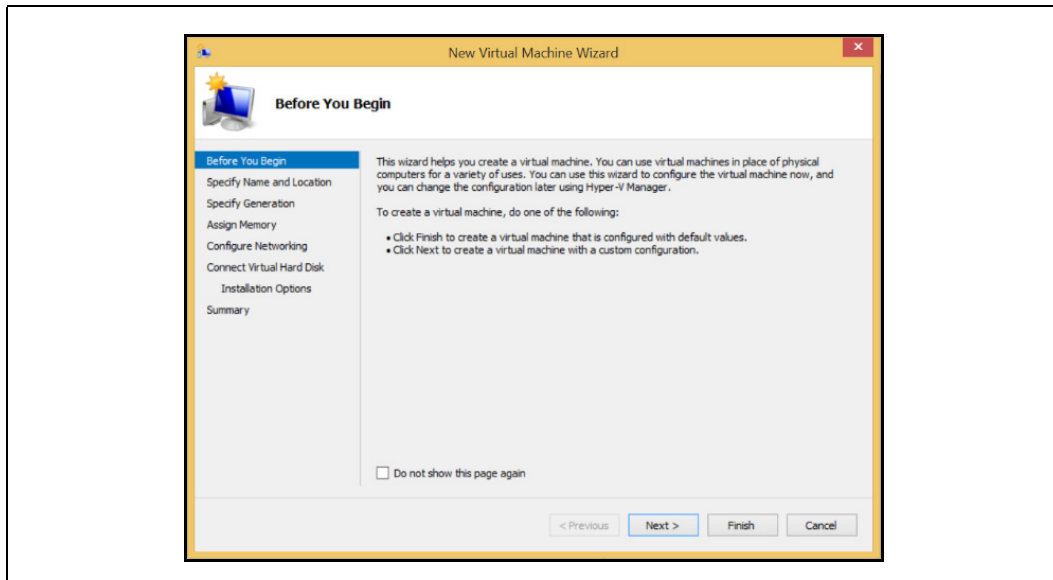 New Virtual Machine Wizard
Before You Begin
Before You Begin
Specify Name and Location
Specify Generation
Assign Memory
Configure Networking
Connect Virtual Hard Disk
Installation Options
Summary
This wizard helps you create a virtual machine. You can use virtual machines in place of physical
computers for a variety of uses. You can use this wizard to configure the virtual machine now, and
you can change the configuration later using Hyper-V Manager.
To create a virtual machine, do one of the following:
• Click Finish to create a virtual machine that is configured with default values.
• Click Next to create a virtual machine with a custom configuration.
Do not show this page again
< Previous
Next >
Finish
Cancel